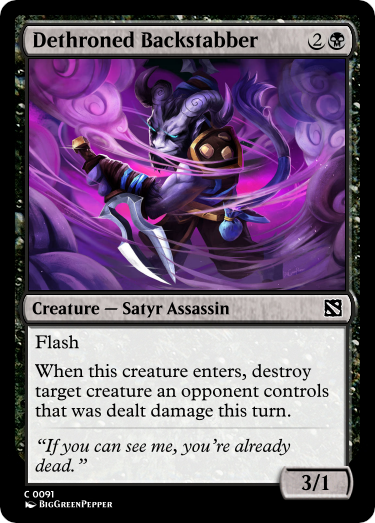 Dethroned Backstabber 2
Creature — Satyr Assassin
Flash
When this creature enters, destroy
target creature an opponent controls
that was dealt damage this turn.
“If you can see me, you’re already
dead.”
3/1
C 0091
BigGreenPepper